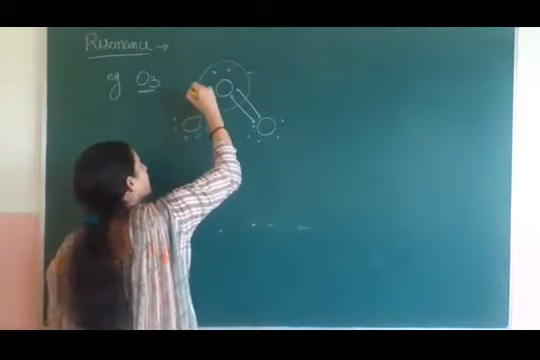 Resonance →
eg O3